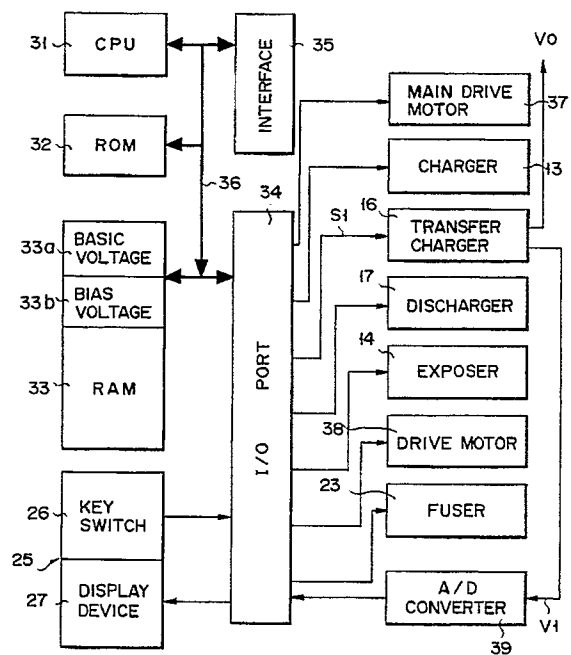 31
CPU
INTERFACE
35
VO
MAIN DRIVE
MOTOR
37
32
ROM
36
34
CHARGER
13
33a
BASIC
VOLTAGE
33b
BIAS
VOLTAGE
S1
16
TRANSFER
CHARGER
17
DISCHARGER
33
RAM
I/O PORT
14
EXPOSER
38
DRIVE MOTOR
26
KEY
SWITCH
23
FUSER
25
27
DISPLAY
DEVICE
A/D
CONVERTER
39
V1